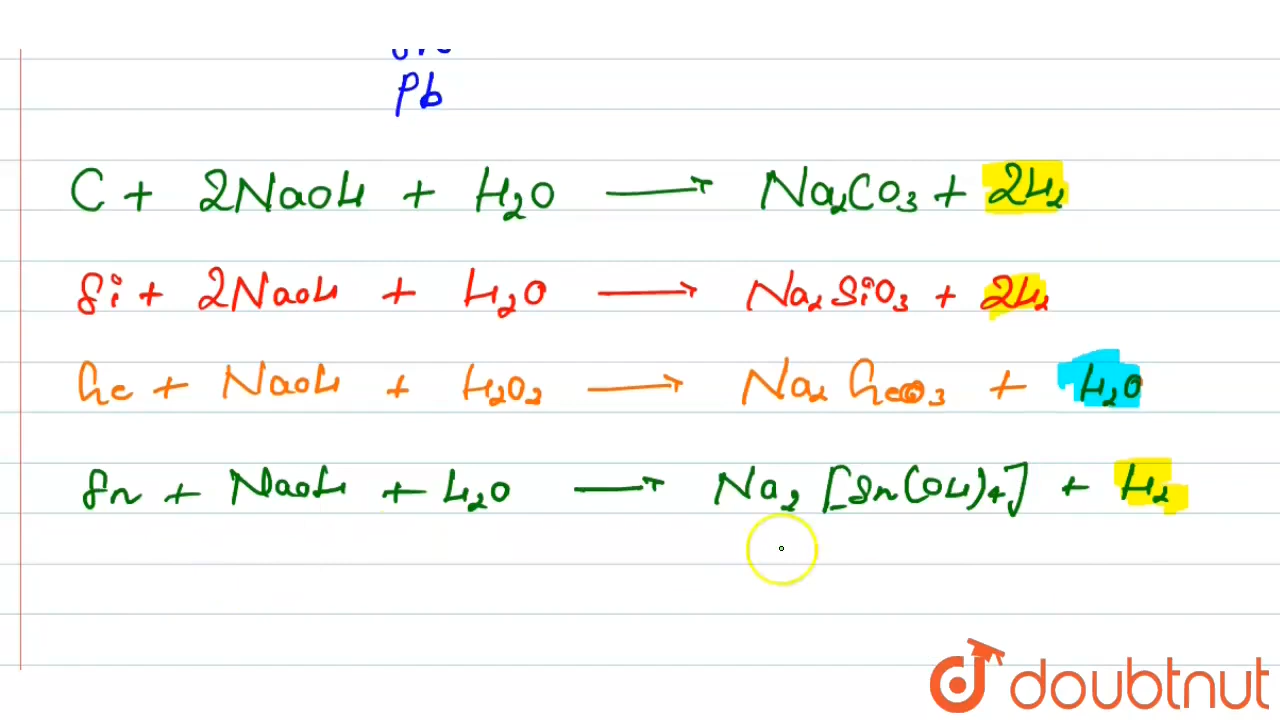 Pb
C + 2NaOH + H₂O → Na₂CO₃ + 2H₂
Si + 2NaOH + H₂O → Na₂SiO₃ + 2H₂
Ge + NaOH + H₂O₂ → Na₂GeO₃ + H₂O
Sn + NaOH + H₂O → Na₂[Sn(OH)₄] + H₂
doubtnut